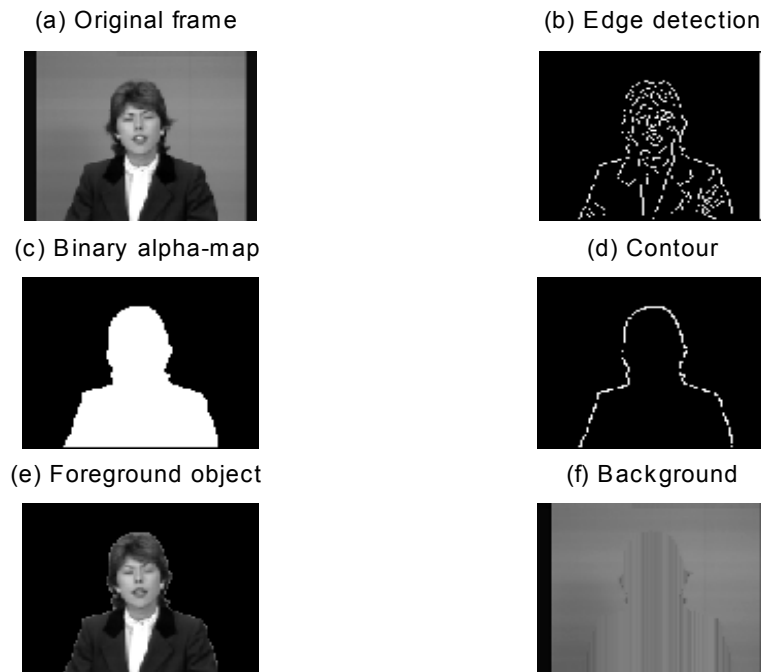 (a) Original frame
(b) Edge detection
(c) Binary alpha-map
(d) Contour
(e) Foreground object
(f) Background